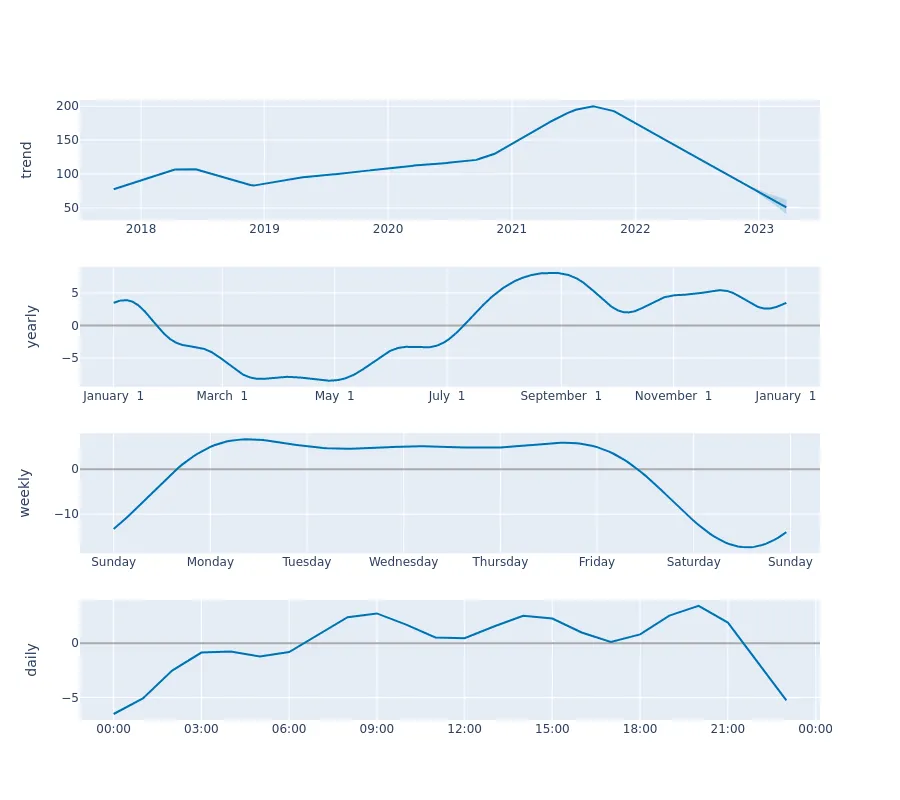 trend
200
150
100
50
2018 2019 2020 2021 2022 2023
yearly
5
0
−5
January 1 March 1 May 1 July 1 September 1 November 1 January 1
weekly
0
−10
Sunday Monday Tuesday Wednesday Thursday Friday Saturday Sunday
daily
0
−5
00:00 03:00 06:00 09:00 12:00 15:00 18:00 21:00 00:00